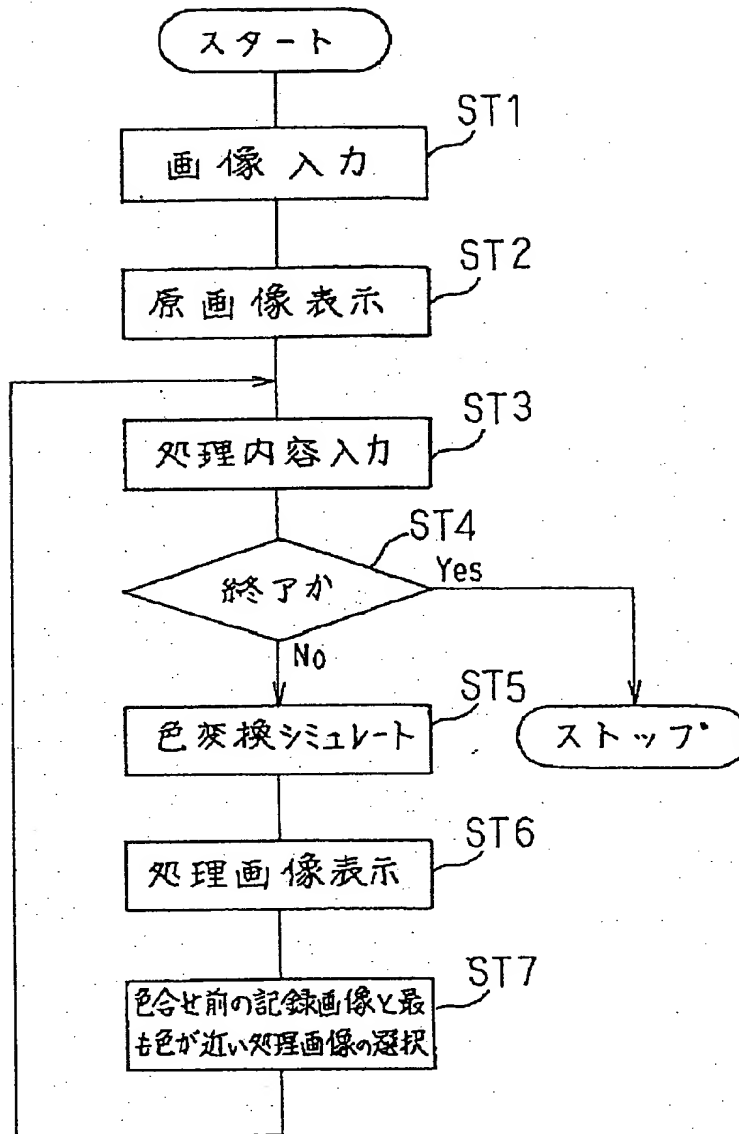 スタート
ST1
画像入力
ST2
原画像表示
ST3
処理内容入力
ST4
終了か
Yes
No
ST5
色変換シミュレート
ストップ
ST6
処理画像表示
ST7
色合せ前の記録画像と最
も色が近い処理画像の選択